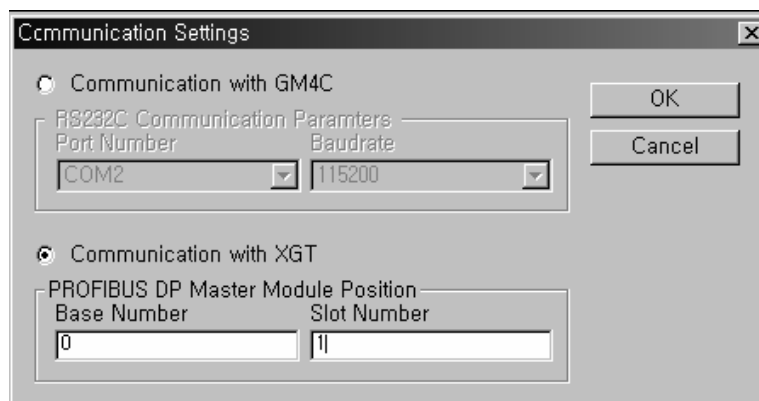 Communication Settings
Communication with GM4C
OK
RS232C Communication Paramters
Port Number Baudrate
Cancel
COM2 115200
Communication with XGT
PROFIBUS DP Master Module Position
Base Number Slot Number
0 1